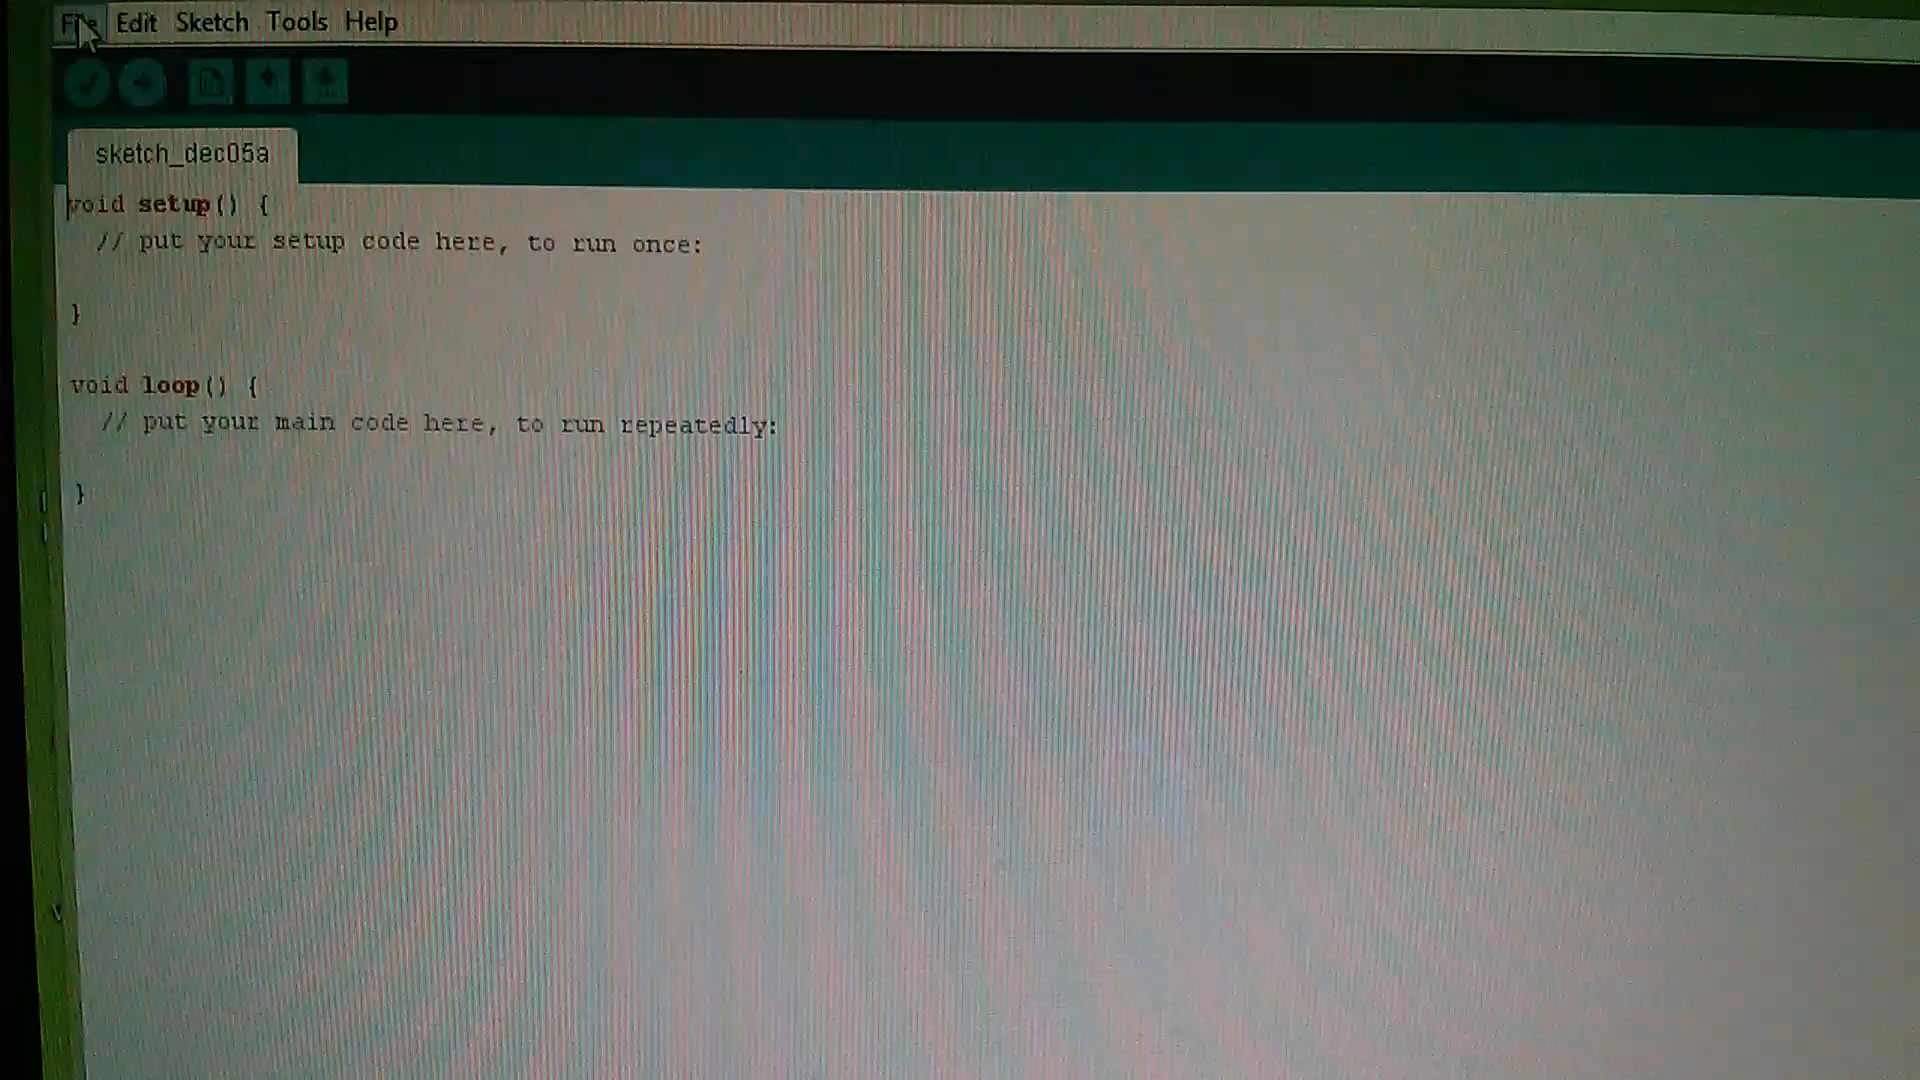 File Edit Sketch Tools Help
sketch_dec05a
void setup() {
// put your setup code here, to run once:
}
void loop() {
// put your main code here, to run repeatedly:
}